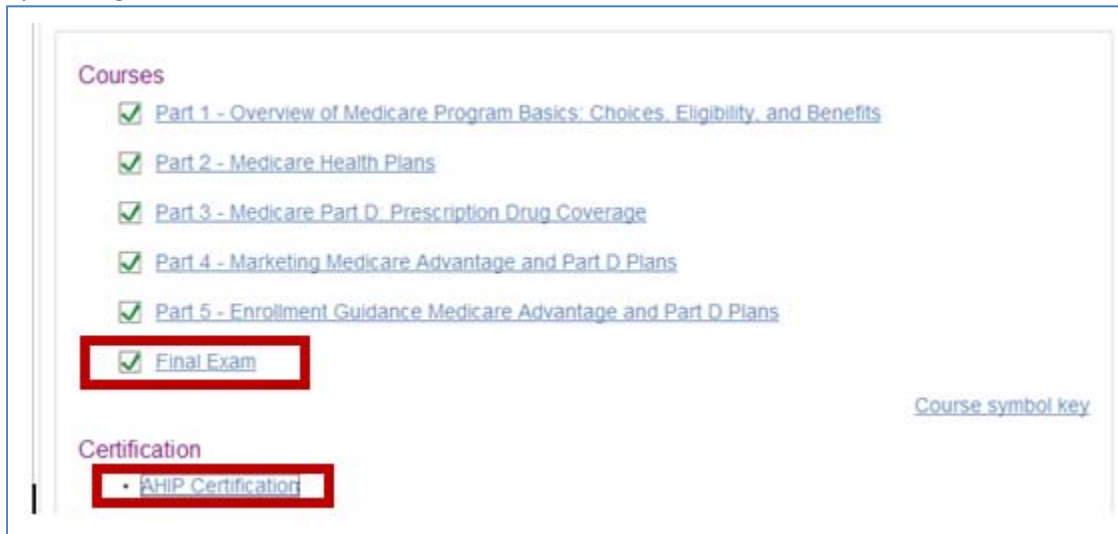 Courses
Part 1 - Overview of Medicare Program Basics: Choices, Eligibility, and Benefits
Part 2 - Medicare Health Plans
Part 3 - Medicare Part D: Prescription Drug Coverage
Part 4 - Marketing Medicare Advantage and Part D Plans
Part 5 - Enrollment Guidance Medicare Advantage and Part D Plans
Final Exam
Course symbol key
Certification
• AHIP Certification